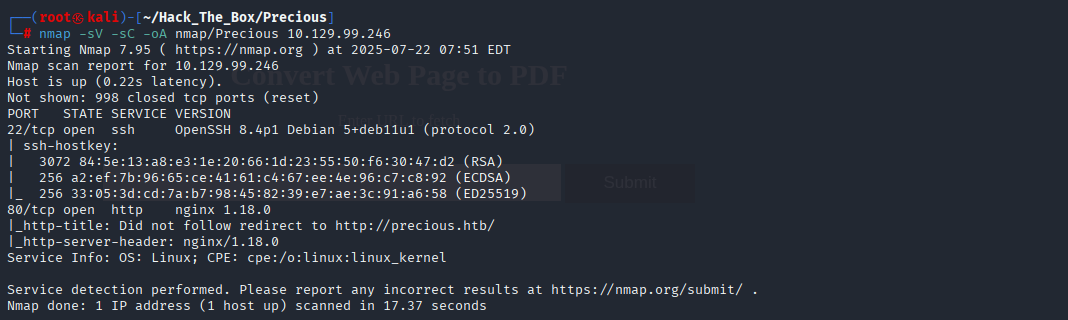 ┌──(root㉿kali)-[~/Hack_The_Box/Precious]
└─# nmap -sV -sC -oA nmap/Precious 10.129.99.246
Starting Nmap 7.95 ( https://nmap.org ) at 2025-07-22 07:51 EDT
Nmap scan report for 10.129.99.246
Host is up (0.22s latency).
Convert Web Page to PDF
Not shown: 998 closed tcp ports (reset)
PORT   STATE SERVICE VERSION
22/tcp open  ssh     OpenSSH 8.4p1 Debian 5+deb11u1 (protocol 2.0)
| ssh-hostkey:
|   3072 84:5e:13:a8:e3:1e:20:66:1d:23:55:50:f6:30:47:d2 (RSA)
|   256 a2:ef:7b:96:65:ce:41:61:c4:67:ee:4e:96:c7:c8:92 (ECDSA)
|_  256 33:05:3d:cd:7a:b7:98:45:82:39:e7:ae:3c:91:a6:58 (ED25519)
Submit
80/tcp open  http    nginx 1.18.0
|_http-title: Did not follow redirect to http://precious.htb/
|_http-server-header: nginx/1.18.0
Service Info: OS: Linux; CPE: cpe:/o:linux:linux_kernel
Service detection performed. Please report any incorrect results at https://nmap.org/submit/ .
Nmap done: 1 IP address (1 host up) scanned in 17.37 seconds